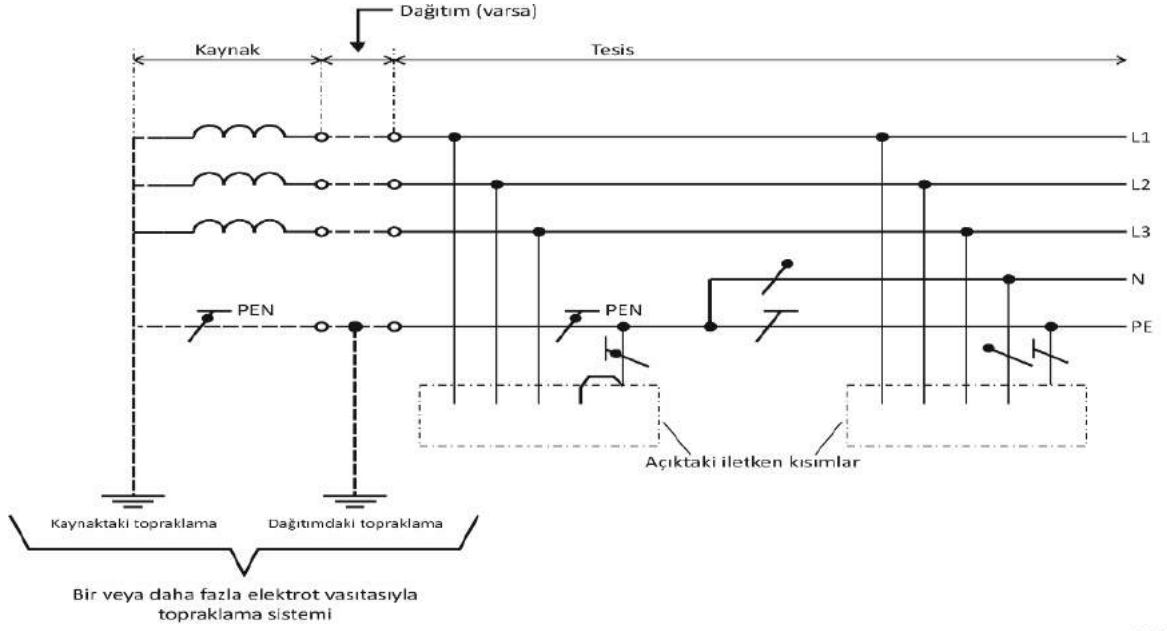 Dağıtım (varsa)
Kaynak
Tesis
L1
L2
L3
N
PEN
PEN
PE
Açıktaki iletken kısımlar
Kaynaktaki topraklama
Dağıtımdaki topraklama
Bir veya daha fazla elektrot vasıtasıyla
topraklama sistemi